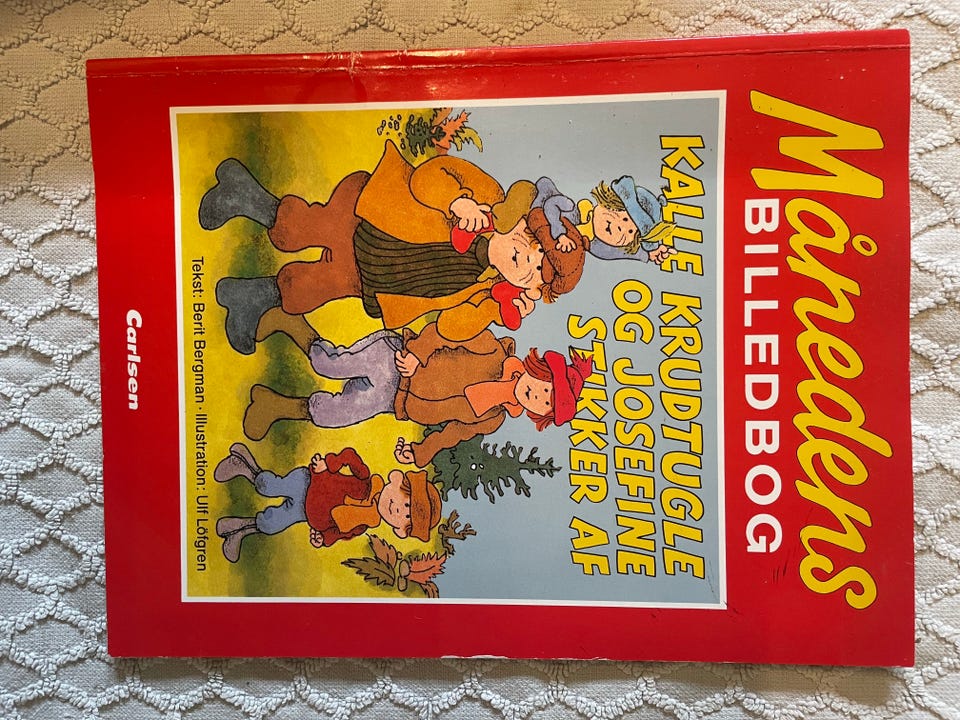 Månedens
BILLEDBOG
KALLE KRUDTUGLE
OG JOSEFINE
STIKKER AF
Tekst: Berit Bergman · Illustration: Ulf Löfgren
Carlsen